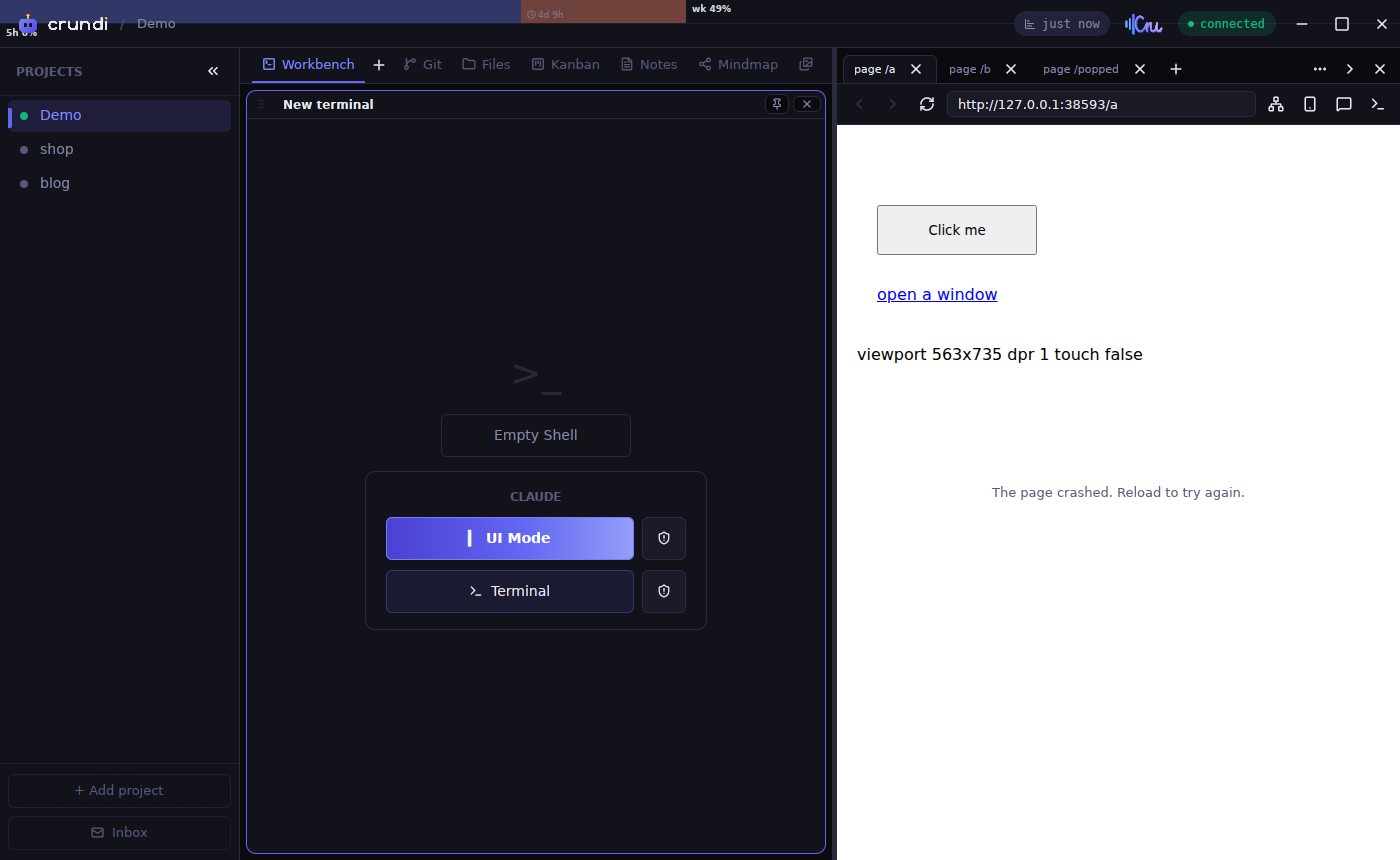 5h 0%
4d 9h
wk 49%
crundi / Demo
just now
Cru
connected
PROJECTS
Demo
shop
blog
+ Add project
Inbox
Workbench
Git
Files
Kanban
Notes
Mindmap
New terminal
>_
Empty Shell
CLAUDE
UI Mode
Terminal
page /a
page /b
page /popped
http://127.0.0.1:38593/a
Click me
open a window
viewport 563x735 dpr 1 touch false
The page crashed. Reload to try again.